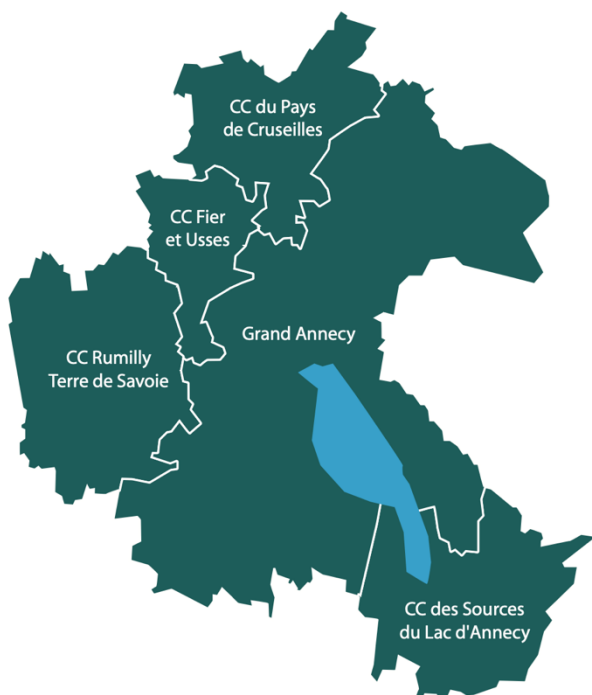 CC du Pays
de Cruseilles
CC Fier
et Usses
Grand Annecy
CC Rumilly
Terre de Savoie
CC des Sources
du Lac d'Annecy